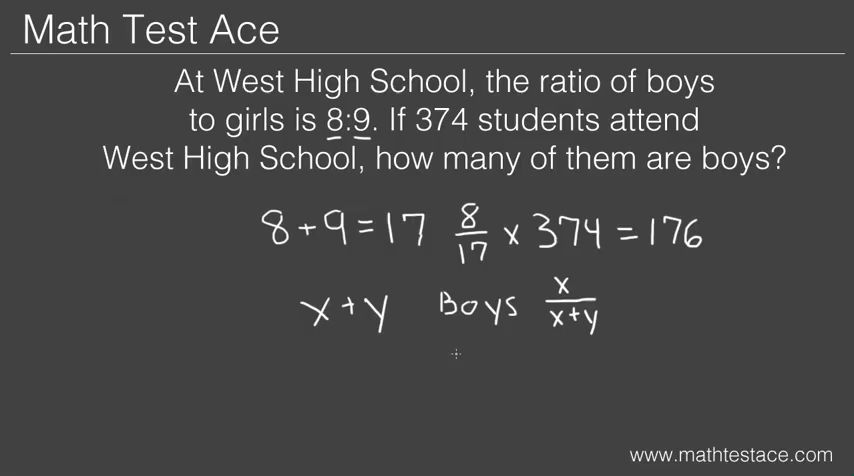 Math Test Ace
At West High School, the ratio of boys
to girls is 8:9. If 374 students attend
West High School, how many of them are boys?
8+9=17 8/17 x 374 = 176
x+y Boys x/x+y
www.mathtestace.com